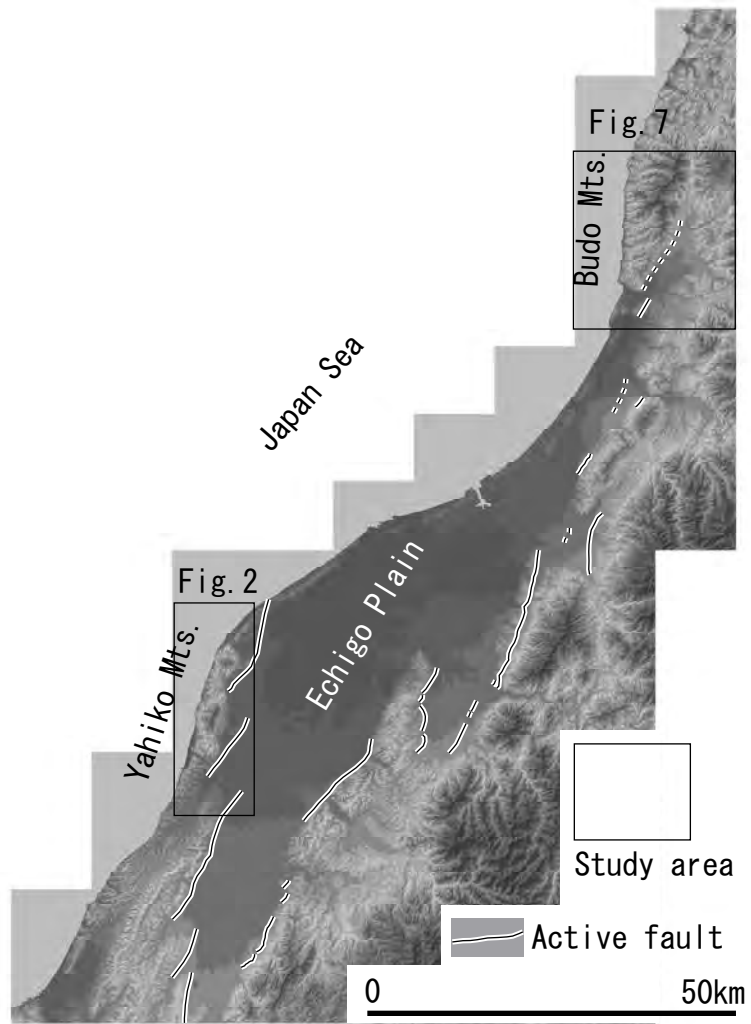 Fig. 7
Budo Mts.
Japan Sea
Echigo Plain
Fig. 2
Yahiko Mts.
Study area
Active fault
0 50km